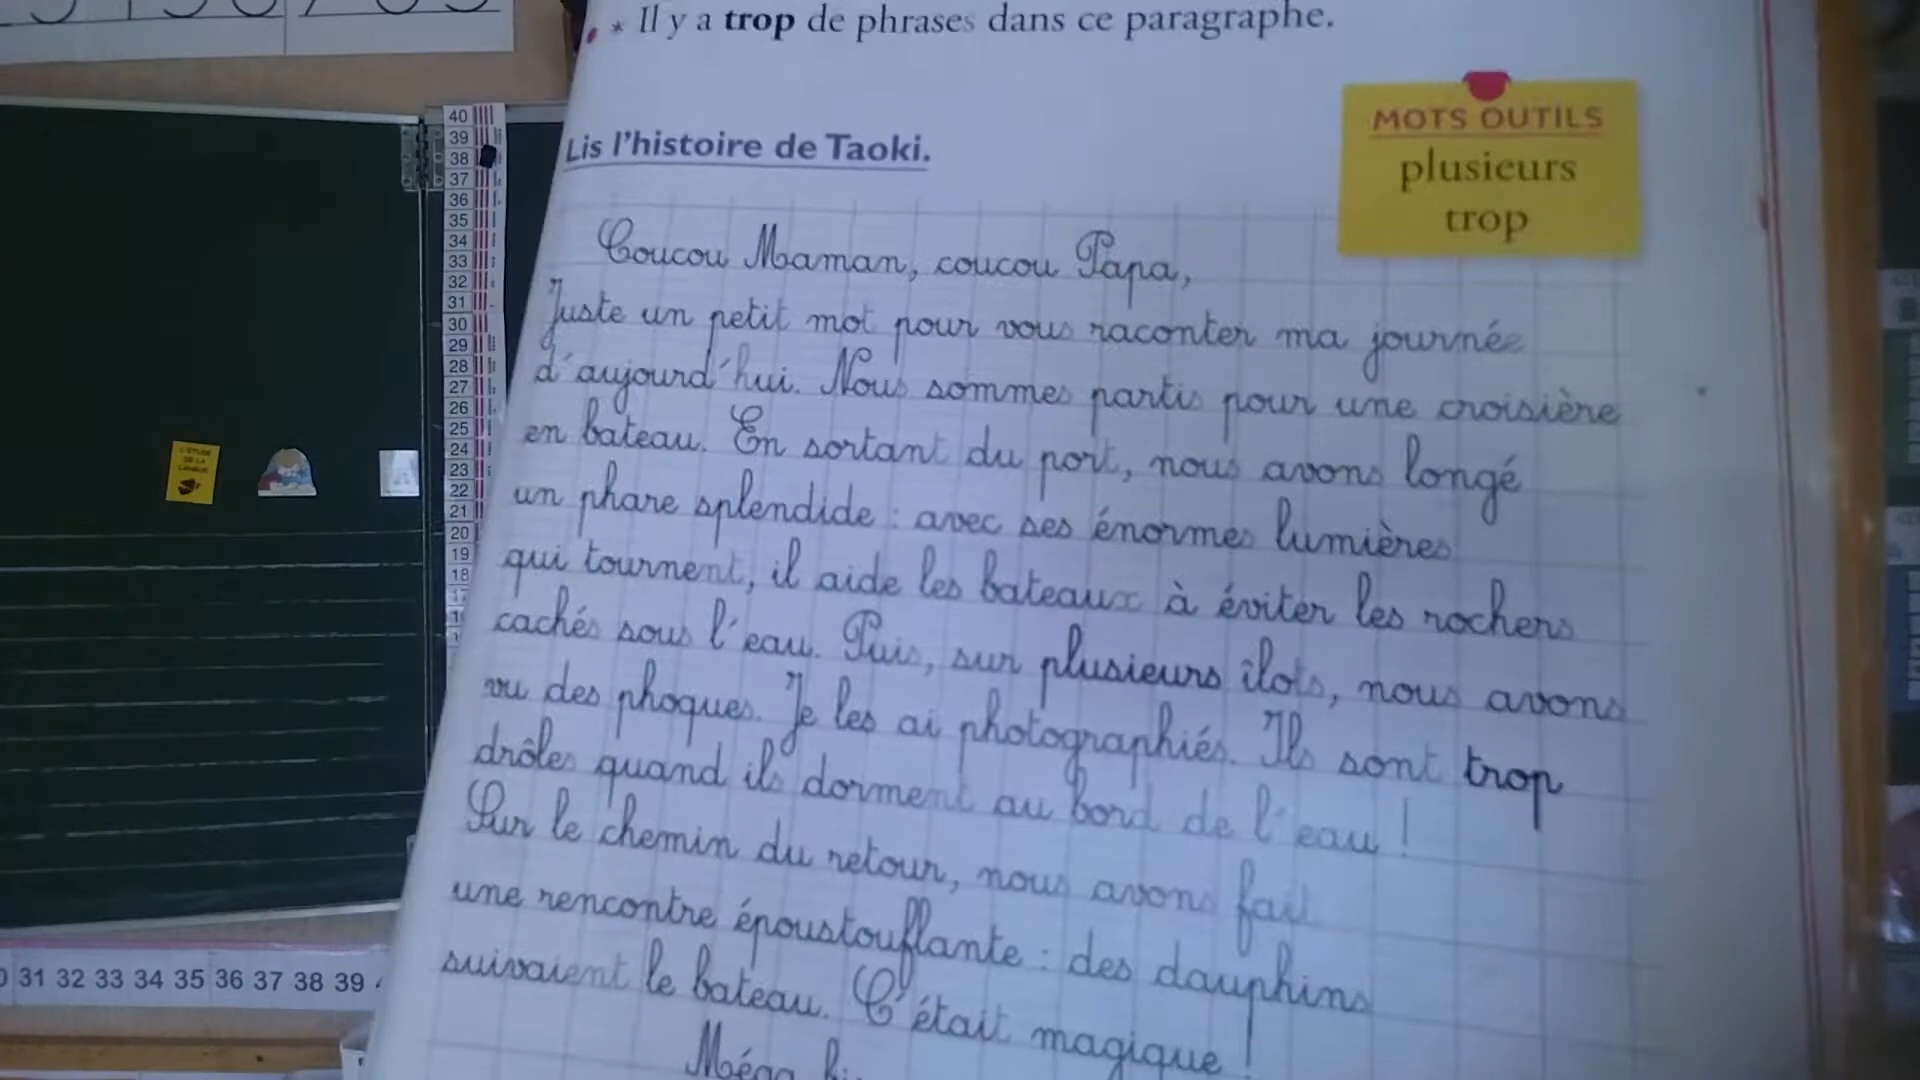 * Il y a trop de phrases dans ce paragraphe.
MOTS OUTILS
plusieurs
trop
Lis l'histoire de Taoki.
Coucou Maman, coucou Papa,
Juste un petit mot pour vous raconter ma journée
d'aujourd'hui. Nous sommes partis pour une croisière
en bateau. En sortant du port, nous avons longé
un phare splendide : avec ses énormes lumières
qui tournent, il aide les bateaux à éviter les rochers
cachés sous l'eau. Puis, sur plusieurs îlots, nous avons
vu des phoques. Je les ai photographiés. Ils sont trop
drôles quand ils dorment au bord de l'eau !
Sur le chemin du retour, nous avons fait
une rencontre époustouflante : des dauphins
suivaient le bateau. C'était magique !
Méga
40
39
38
37
36
35
34
33
32
31
30
29
28
27
26
25
24
23
22
21
20
19
18
L'ÉTUDE
DE LA
LANGUE
31 32 33 34 35 36 37 38 39